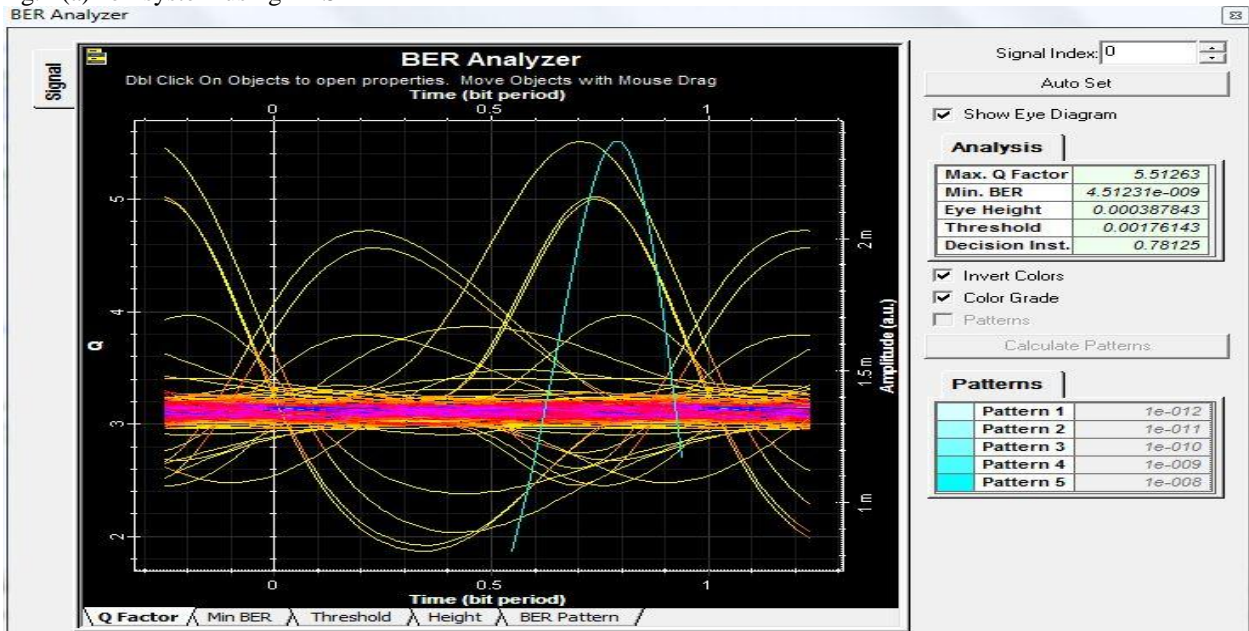 BER Analyzer
Signal
BER Analyzer
Dbl Click On Objects to open properties. Move Objects with Mouse Drag
Time (bit period)
0 0.5 1
Q
5
4
3
2
Amplitude (a.u.)
2 m
1.5 m
1 m
0 0.5 1
Time (bit period)
Q Factor Min BER Threshold Height BER Pattern
Signal Index: 0
Auto Set
Show Eye Diagram
Analysis
Max. Q Factor 5.51263
Min. BER 4.51231e-009
Eye Height 0.000387843
Threshold 0.00176143
Decision Inst. 0.78125
Invert Colors
Color Grade
Patterns
Calculate Patterns
Patterns
Pattern 1 1e-012
Pattern 2 1e-011
Pattern 3 1e-010
Pattern 4 1e-009
Pattern 5 1e-008